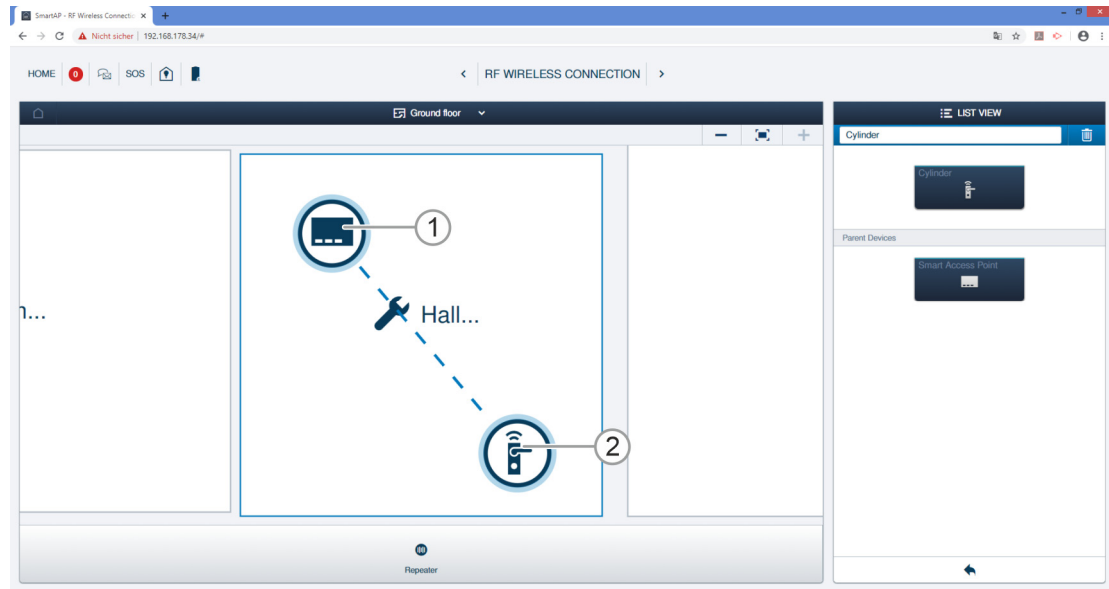 SmartAP - RF Wireless Connectio
Nicht sicher | 192.168.178.34/#
HOME 0 SOS RF WIRELESS CONNECTION
Ground floor
LIST VIEW
Cylinder
Cylinder
Parent Devices
Smart Access Point
1
n...
Hall...
2
Repeater